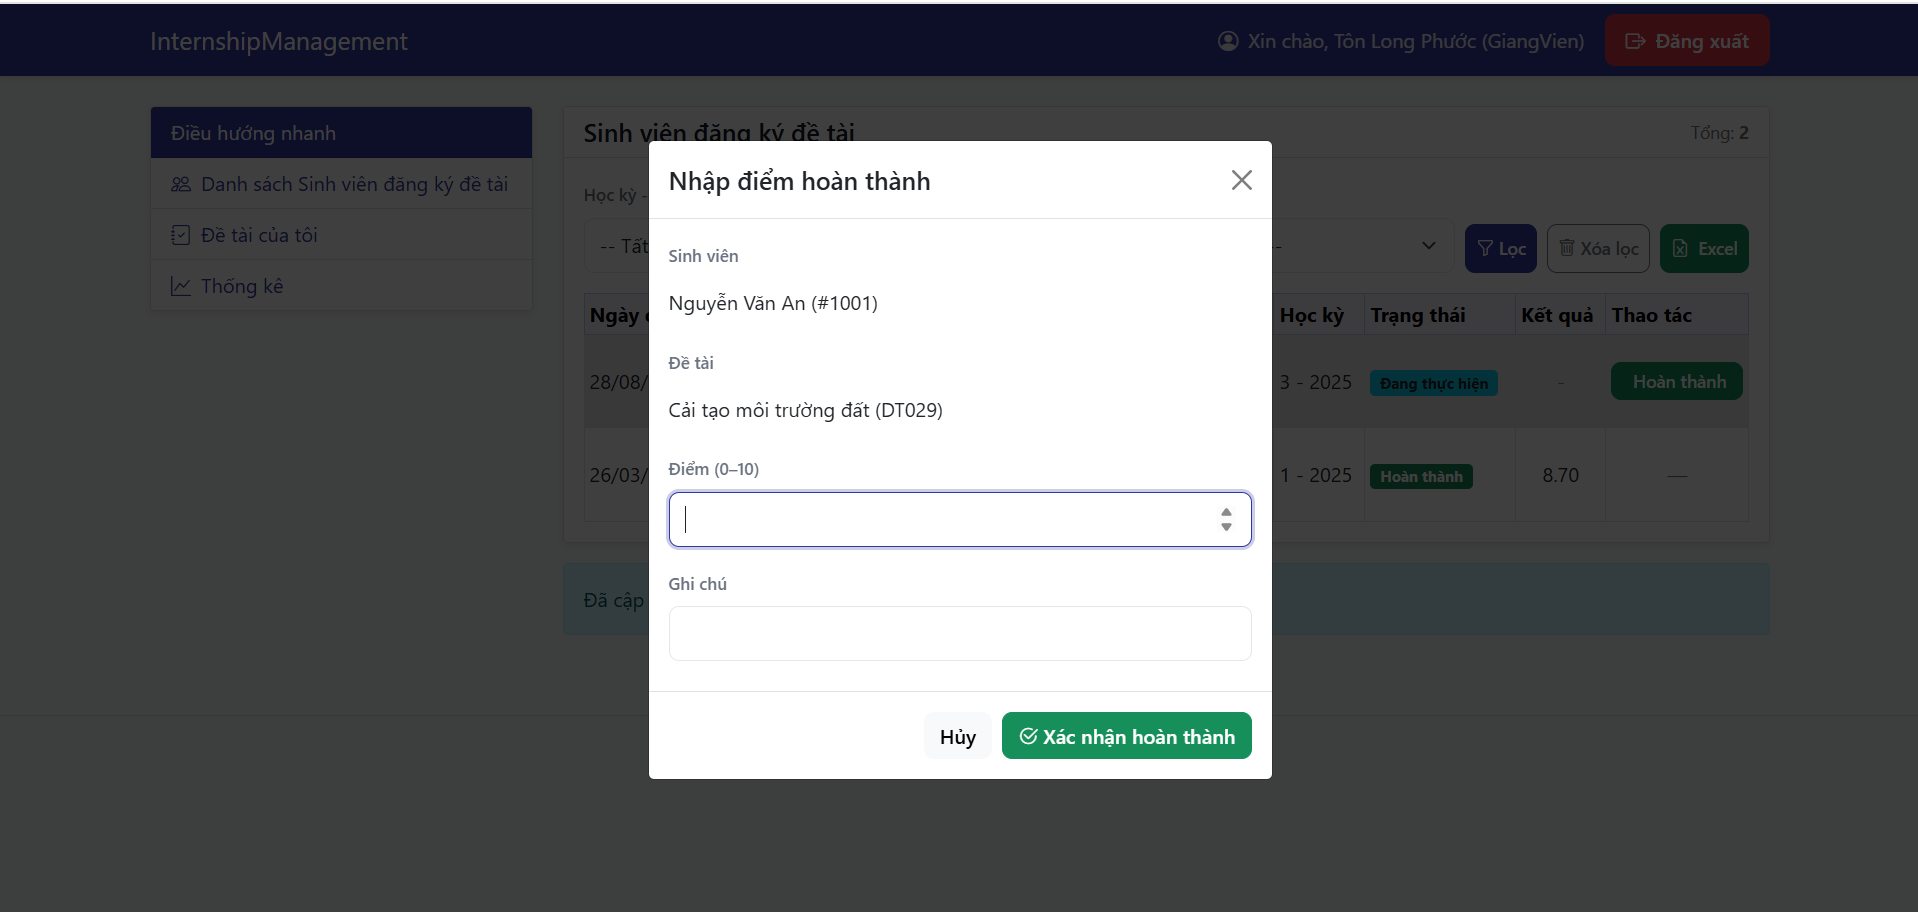 InternshipManagement
Xin chào, Tôn Long Phước (GiangVien)
Đăng xuất
Điều hướng nhanh
Danh sách Sinh viên đăng ký đề tài
Đề tài của tôi
Thống kê
Sinh viên đăng ký đề tài
Tổng: 2
Học kỳ -
-- Tất
--
Lọc
Xóa lọc
Excel
Ngày
Học kỳ
Trạng thái
Kết quả
Thao tác
28/08/
3 - 2025
Đang thực hiện
-
Hoàn thành
26/03/
1 - 2025
Hoàn thành
8.70
—
Đã cập
Nhập điểm hoàn thành
Sinh viên
Nguyễn Văn An (#1001)
Đề tài
Cải tạo môi trường đất (DT029)
Điểm (0–10)
Ghi chú
Hủy
Xác nhận hoàn thành